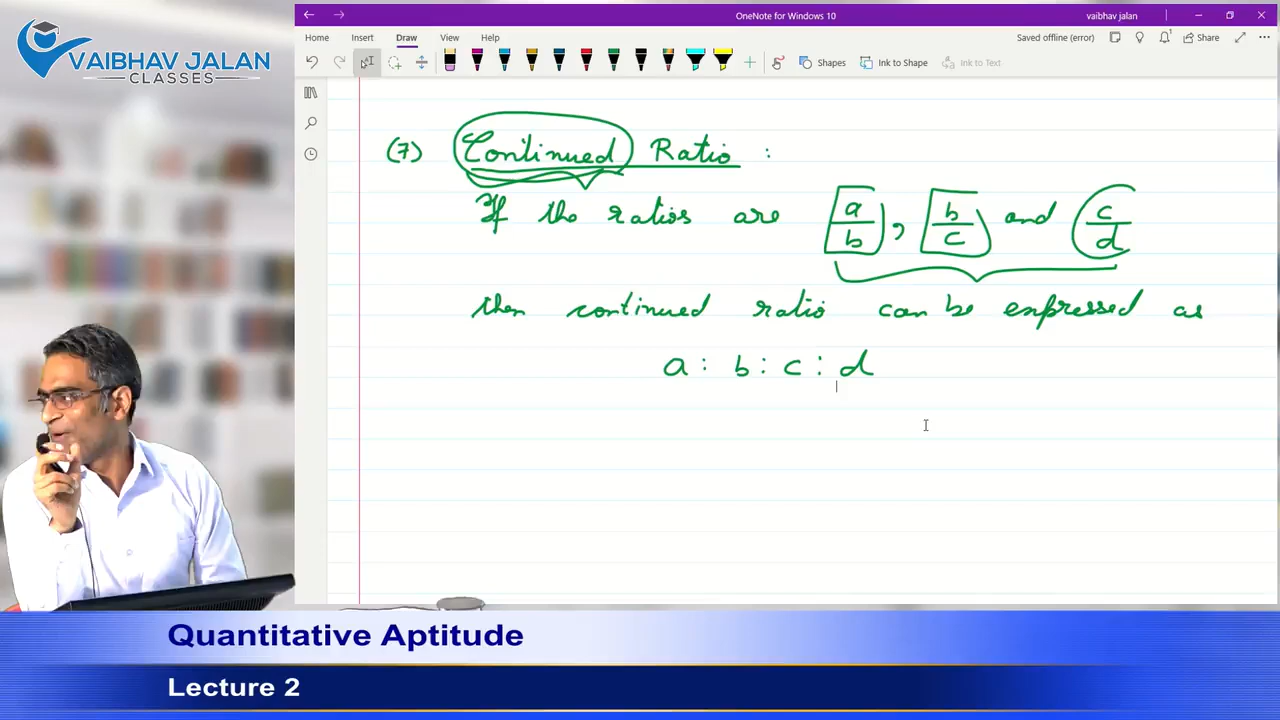 VAIBHAV JALAN
CLASSES
OneNote for Windows 10
vaibhav jalan
Home Insert Draw View Help
Saved offline (error)
1
Share
Shapes
Ink to Shape
Ink to Text
(7) Continued Ratio :
If the ratios are a/b, b/c and c/d
then continued ratio can be expressed as
a : b : c : d
Quantitative Aptitude
Lecture 2